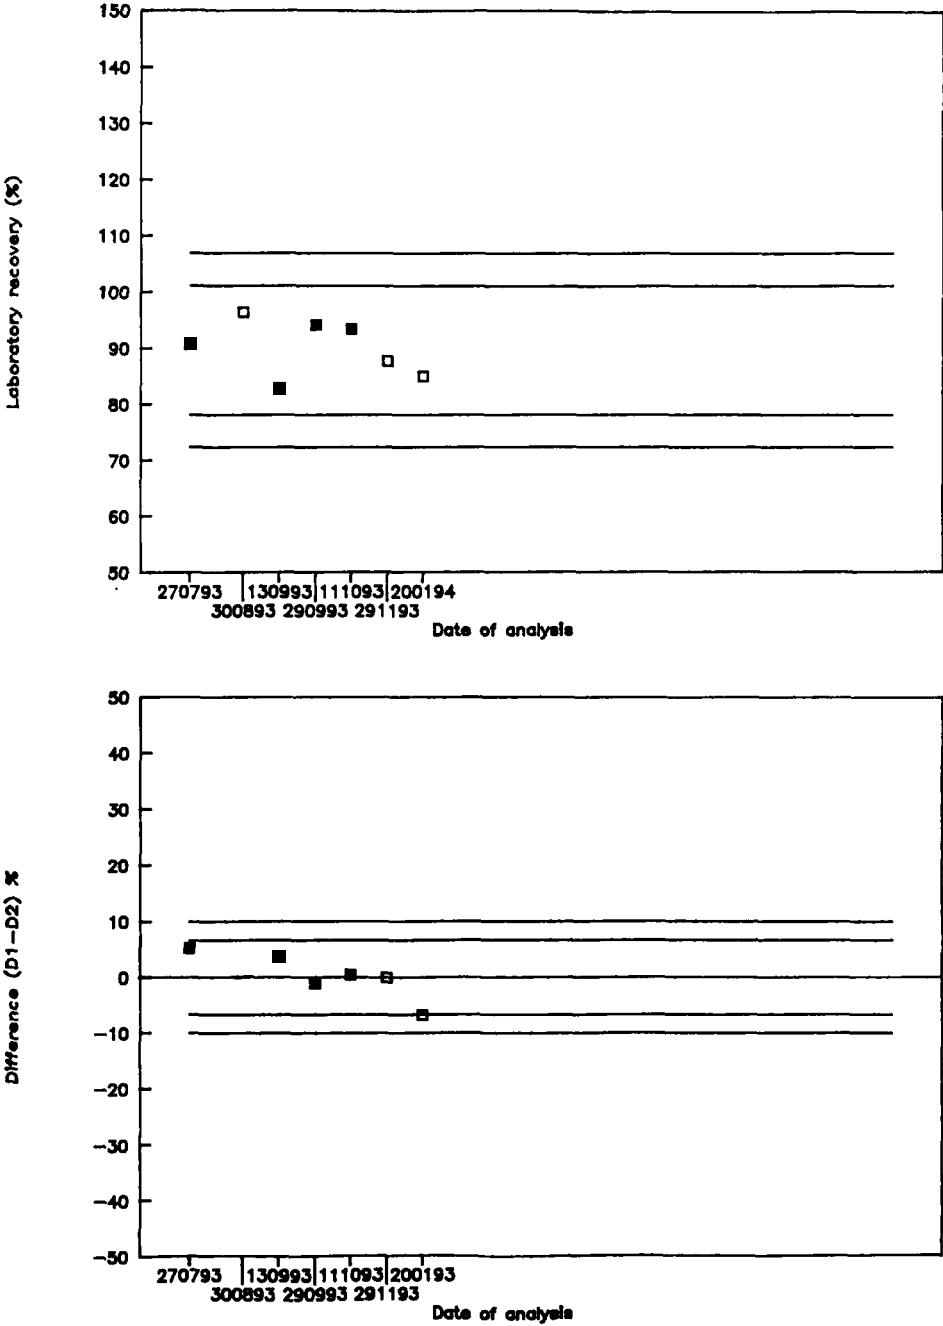 150
140
130
120
110
100
90
80
70
60
50
Laboratory recovery (%)
270793 130993 111093 200194
300893 290993 291193
Date of analysis
50
40
30
20
10
0
-10
-20
-30
-40
-50
Difference (D1-D2) %
270793 130993 111093 200193
300893 290993 291193
Date of analysis